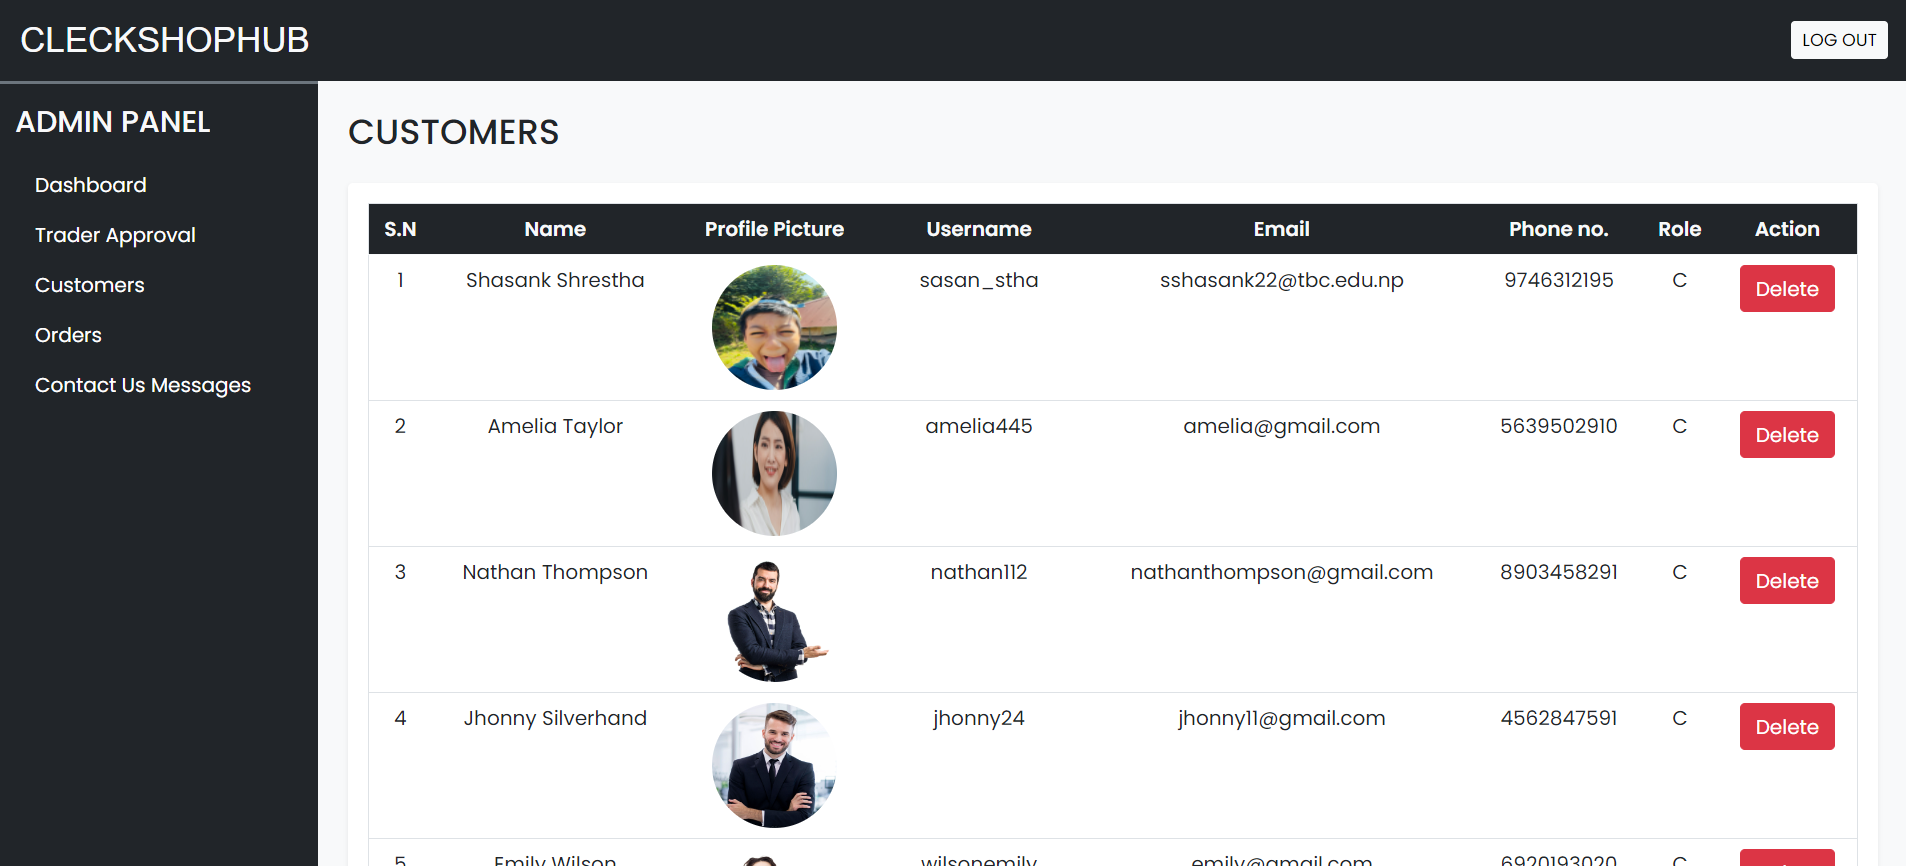 CLECKSHOPHUB
LOG OUT
ADMIN PANEL
Dashboard
Trader Approval
Customers
Orders
Contact Us Messages
CUSTOMERS
S.N Name Profile Picture Username Email Phone no. Role Action
1 Shasank Shrestha sasan_stha sshasank22@tbc.edu.np 9746312195 C Delete
2 Amelia Taylor amelia445 amelia@gmail.com 5639502910 C Delete
3 Nathan Thompson nathan112 nathanthompson@gmail.com 8903458291 C Delete
4 Jhonny Silverhand jhonny24 jhonny11@gmail.com 4562847591 C Delete
5 Emily Wilson wilsonemily emily@gmail.com 6920193020 C